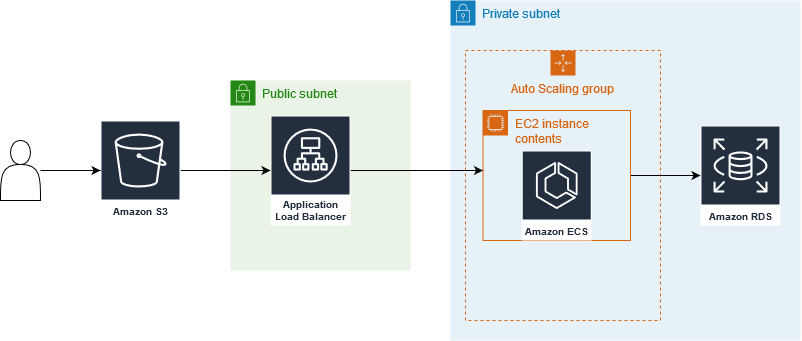 Private subnet
Auto Scaling group
Public subnet
EC2 instance
contents
Amazon S3
Application
Load Balancer
Amazon ECS
Amazon RDS